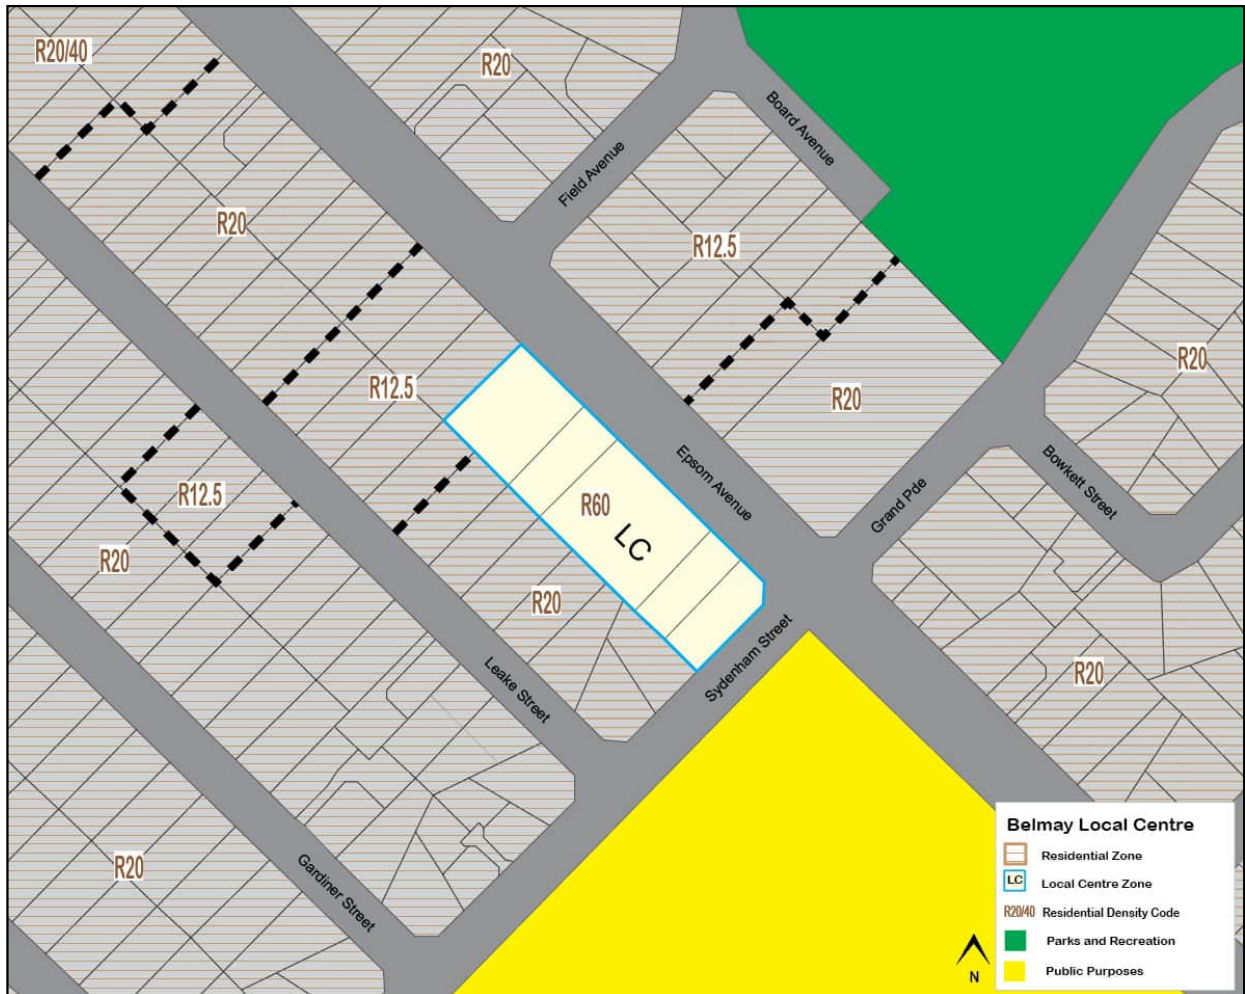 R20/40
R20
Board Avenue
Field Avenue
R20
R12.5
R20
R12.5
R20
Bowkett Street
Epsom Avenue
R12.5
Grand Pde
R60
LC
R20
R20
Sydenham Street
R20
Leake Street
R20
Gardiner Street
Belmay Local Centre
Residential Zone
LC Local Centre Zone
R20/40 Residential Density Code
Parks and Recreation
Public Purposes
N